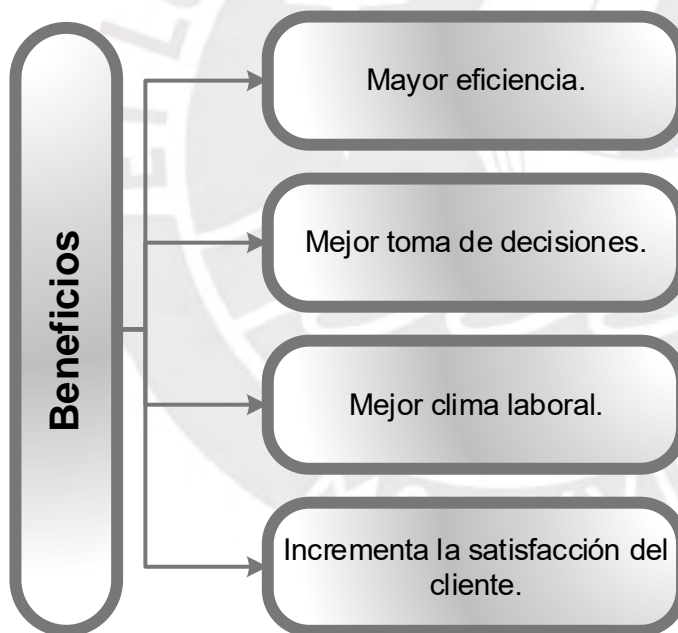 Beneficios
Mayor eficiencia.
Mejor toma de decisiones.
Mejor clima laboral.
Incrementa la satisfacción del
cliente.